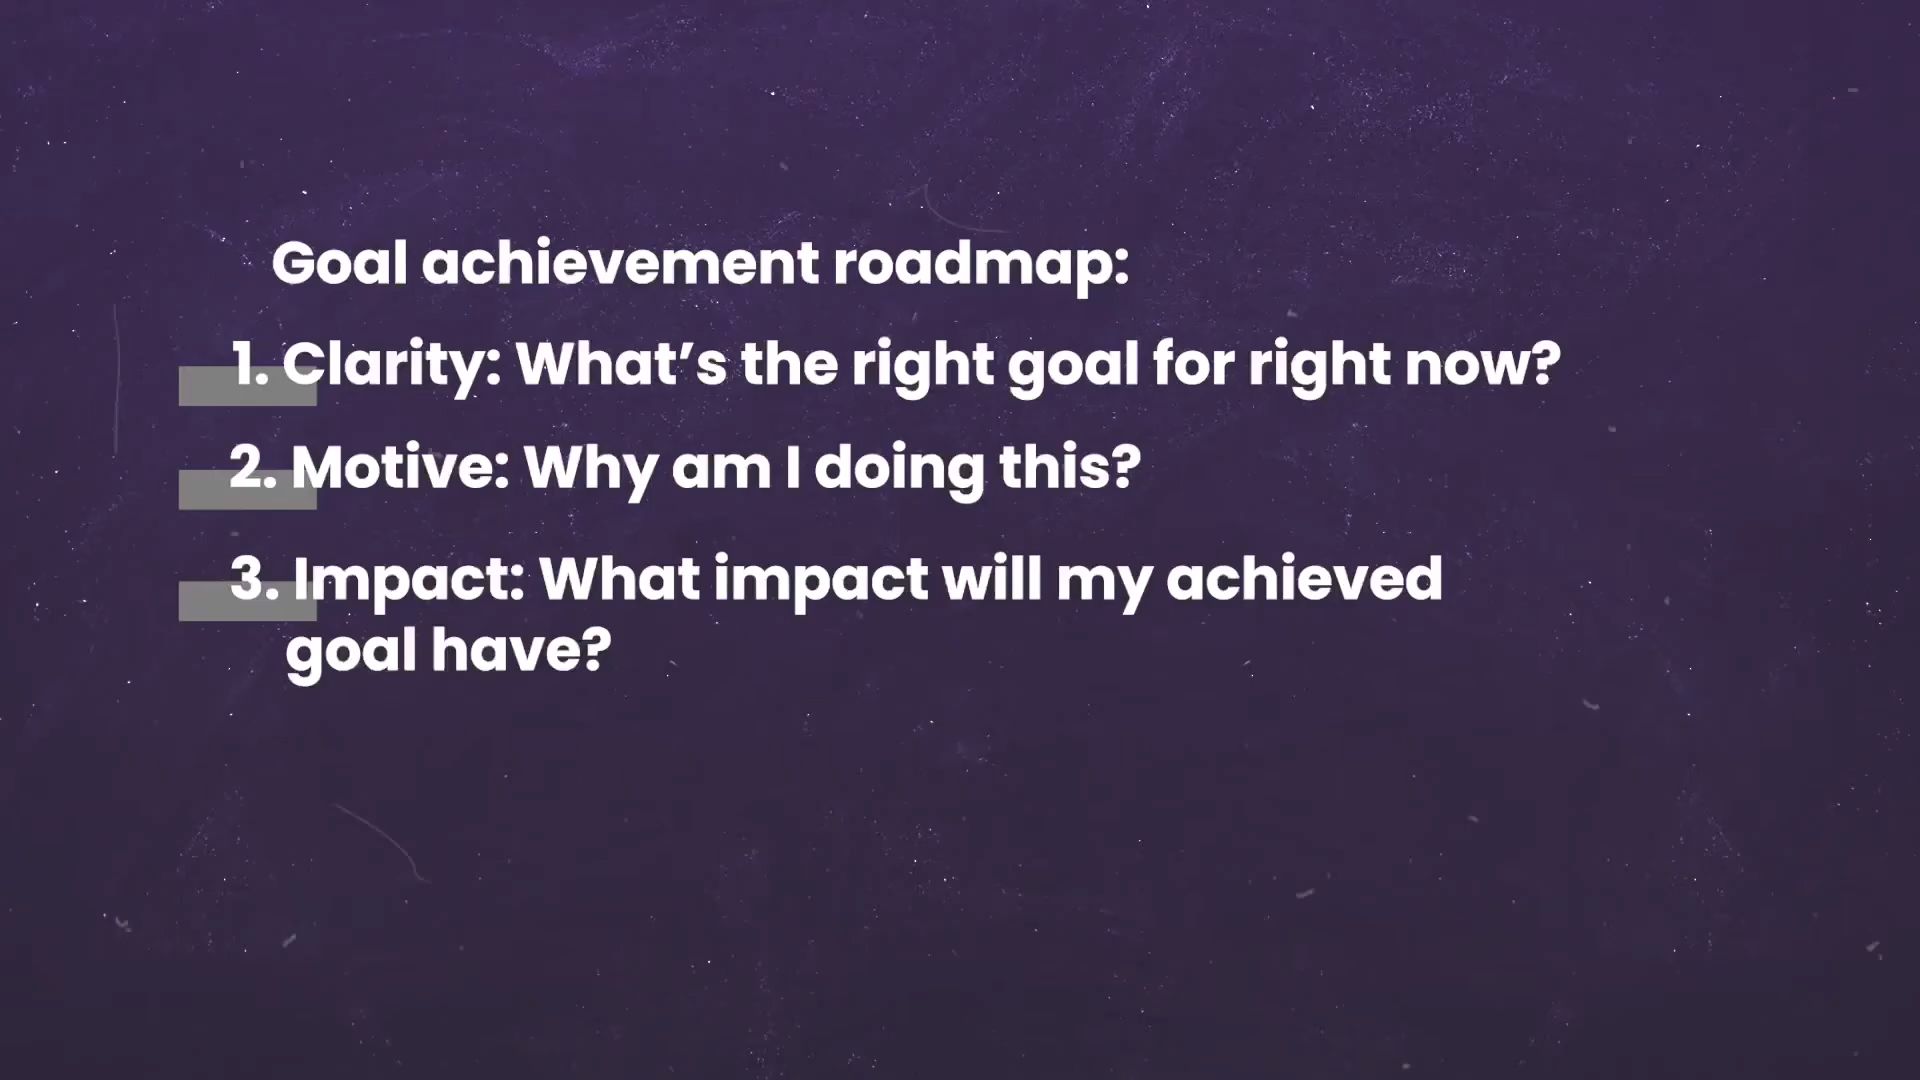 Goal achievement roadmap:
1. Clarity: What’s the right goal for right now?
2. Motive: Why am I doing this?
3. Impact: What impact will my achieved
goal have?